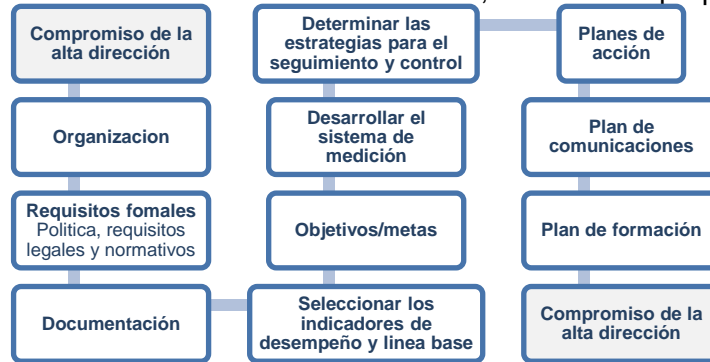 Compromiso de la
alta dirección
Organizacion
Requisitos fomales
Politica, requisitos
legales y normativos
Documentación
Seleccionar los
indicadores de
desempeño y linea base
Objetivos/metas
Desarrollar el
sistema de
medición
Determinar las
estrategias para el
seguimiento y control
Planes de
acción
Plan de
comunicaciones
Plan de formación
Compromiso de la
alta dirección